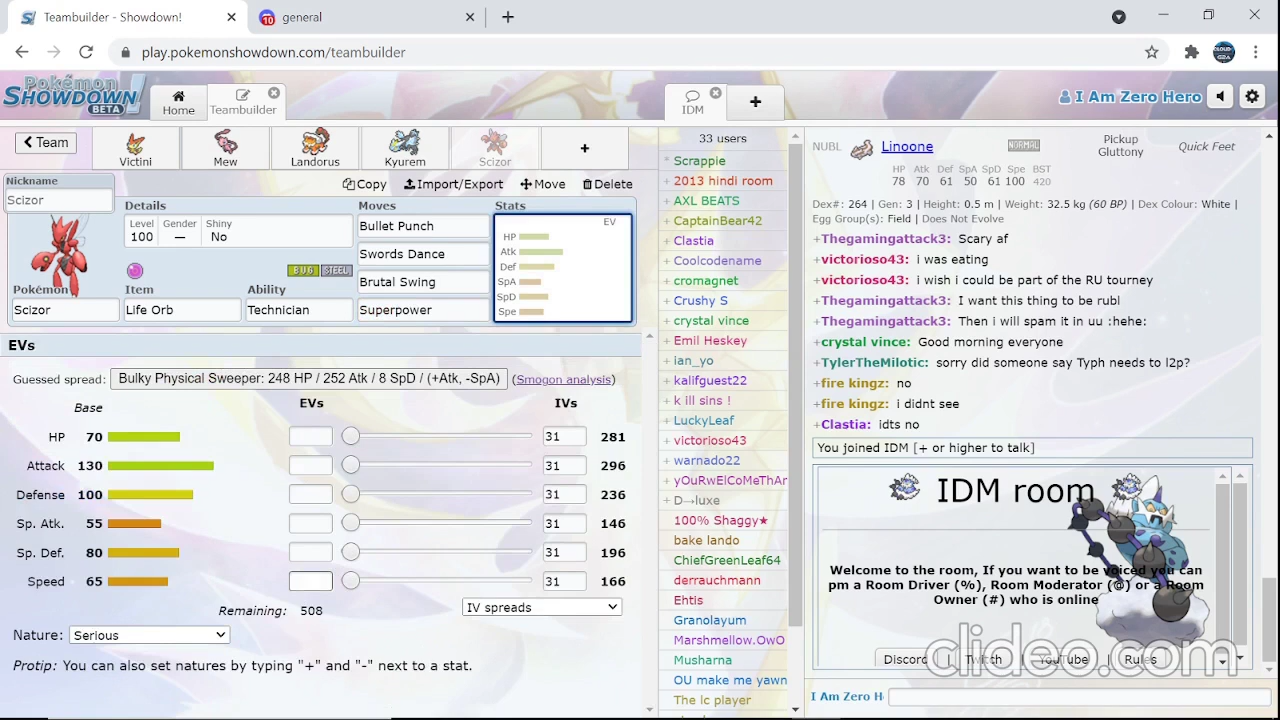 Teambuilder - Showdown!
general
play.pokemonshowdown.com/teambuilder
Pokémon
SHOWDOWN!
BETA
Home
Teambuilder
IDM
I Am Zero Hero
Team
Victini
Mew
Landorus
Kyurem
Scizor
Nickname
Scizor
Copy
Import/Export
Move
Delete
Details
Level
100
Gender
—
Shiny
No
BUG
STEEL
Pokémon
Scizor
Item
Life Orb
Ability
Technician
Moves
Bullet Punch
Swords Dance
Brutal Swing
Superpower
Stats
EV
HP
Atk
Def
SpA
SpD
Spe
EVs
Guessed spread: Bulky Physical Sweeper: 248 HP / 252 Atk / 8 SpD / (+Atk, -SpA) (Smogon analysis)
Base EVs IVs
HP 70 31 281
Attack 130 31 296
Defense 100 31 236
Sp. Atk. 55 31 146
Sp. Def. 80 31 196
Speed 65 31 166
Remaining: 508
IV spreads
Nature: Serious
Protip: You can also set natures by typing "+" and "-" next to a stat.
33 users
* Scrapple
+ 2013 hindi room
+ AXL BEATS
+ CaptainBear42
+ Clastia
+ Coolcodename
+ cromagnet
+ Crushy S
+ crystal vince
+ Emil Heskey
+ ian_yo
+ kalifguest22
+ k ill sins !
+ LuckyLeaf
+ victorioso43
+ warnado22
+ yOuRwElCoMeThAr
D→luxe
100% Shaggy★
bake lando
ChiefGreenLeaf64
derrauchmann
Ehtis
Granolayum
Marshmellow.OwO
Musharna
OU make me yawn
The lc player
NUBL
Linoone
NORMAL
Pickup
Gluttony
Quick Feet
HP Atk Def SpA SpD Spe BST
78 70 61 50 61 100 420
Dex#: 264 | Gen: 3 | Height: 0.5 m | Weight: 32.5 kg (60 BP) | Dex Colour: White |
Egg Group(s): Field | Does Not Evolve
+Thegamingattack3: Scary af
+victorioso43: i was eating
+victorioso43: i wish i could be part of the RU tourney
+Thegamingattack3: I want this thing to be rubl
+Thegamingattack3: Then i will spam it in uu :hehe:
+crystal vince: Good morning everyone
+TylerTheMilotic: sorry did someone say Typh needs to l2p?
+fire kingz: no
+fire kingz: i didnt see
+Clastia: idts no
You joined IDM [+ or higher to talk]
IDM room
Welcome to the room, If you want to be voiced you can
pm a Room Driver (%), Room Moderator (@) or a Room
Owner (#) who is online
Discord | Twitch | YouTube | Rules
clideo.com
I Am Zero H